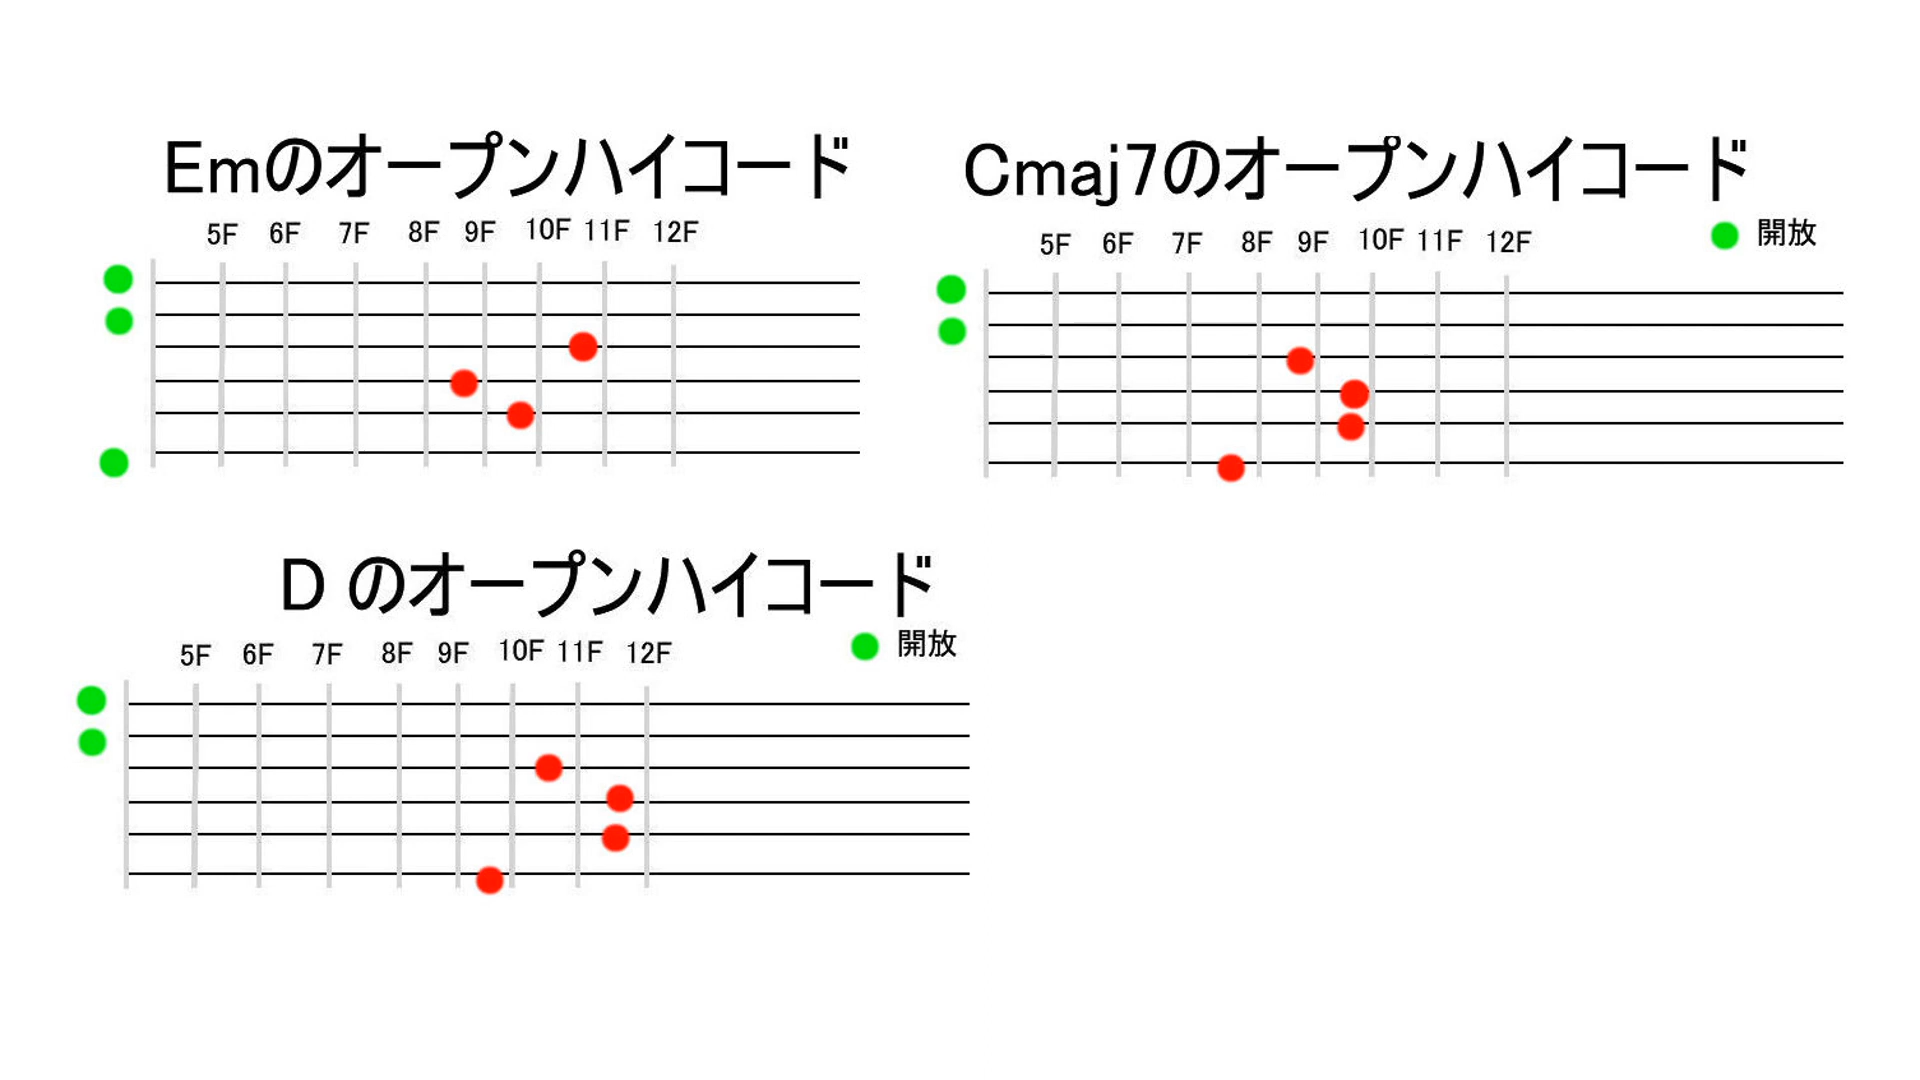 Emのオープンハイコード
5F 6F 7F 8F 9F 10F 11F 12F
Cmaj7のオープンハイコード
開放
5F 6F 7F 8F 9F 10F 11F 12F
D のオープンハイコード
開放
5F 6F 7F 8F 9F 10F 11F 12F